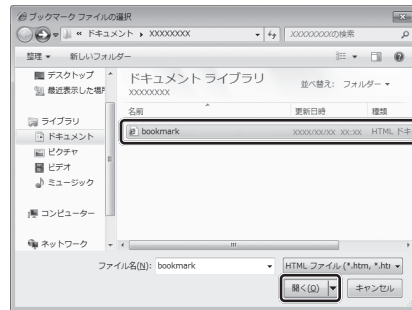 ブックマーク ファイルの選択
« ドキュメント ▸ XXXXXXXX
XXXXXXXXの検索
整理 ▼ 新しいフォルダー
デスクトップ
最近表示した場所
ライブラリ
ドキュメント
ピクチャ
ビデオ
ミュージック
コンピューター
ネットワーク
ドキュメント ライブラリ
XXXXXXXX
並べ替え: フォルダー ▼
名前 更新日時 種類
bookmark XXXX/XX/XX XX:XX HTML ドキ
ファイル名(N): bookmark
HTML ファイル (*.htm, *.htı
開く(O) キャンセル